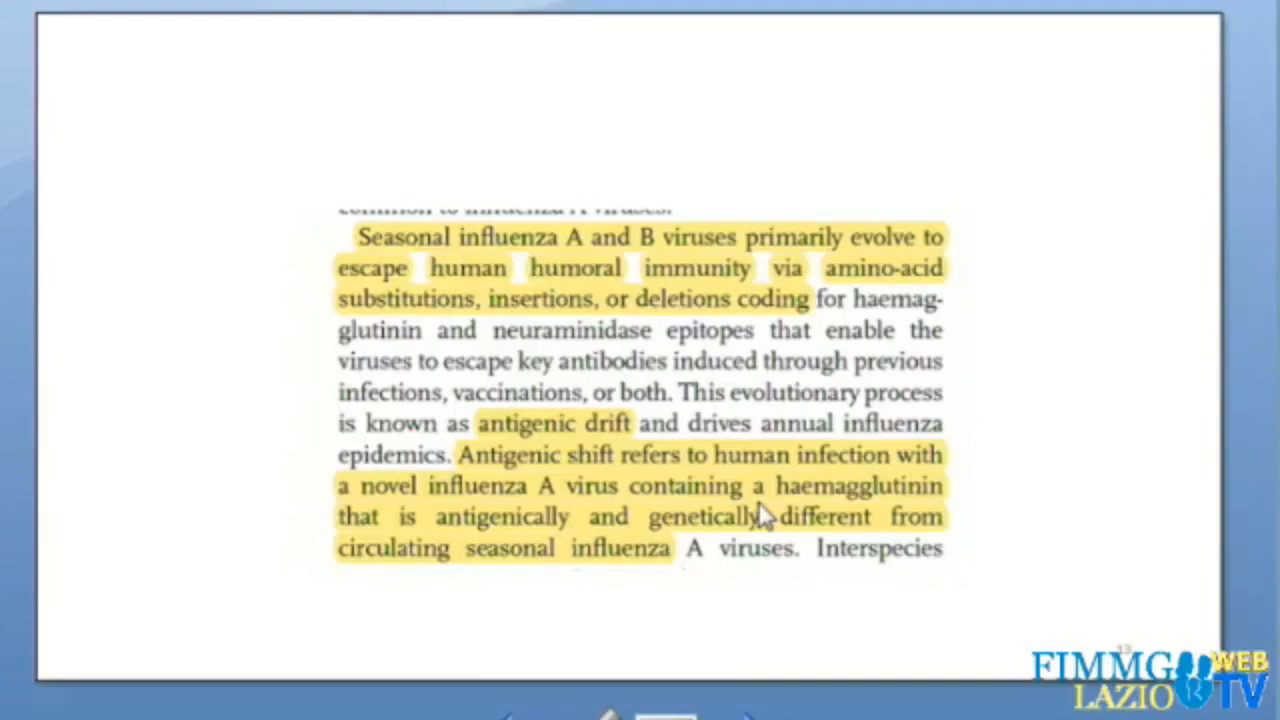 common to influenza A viruses.
Seasonal influenza A and B viruses primarily evolve to
escape human humoral immunity via amino-acid
substitutions, insertions, or deletions coding for haemag-
glutinin and neuraminidase epitopes that enable the
viruses to escape key antibodies induced through previous
infections, vaccinations, or both. This evolutionary process
is known as antigenic drift and drives annual influenza
epidemics. Antigenic shift refers to human infection with
a novel influenza A virus containing a haemagglutinin
that is antigenically and genetically different from
circulating seasonal influenza A viruses. Interspecies
FIMMG WEB
LAZIO TV